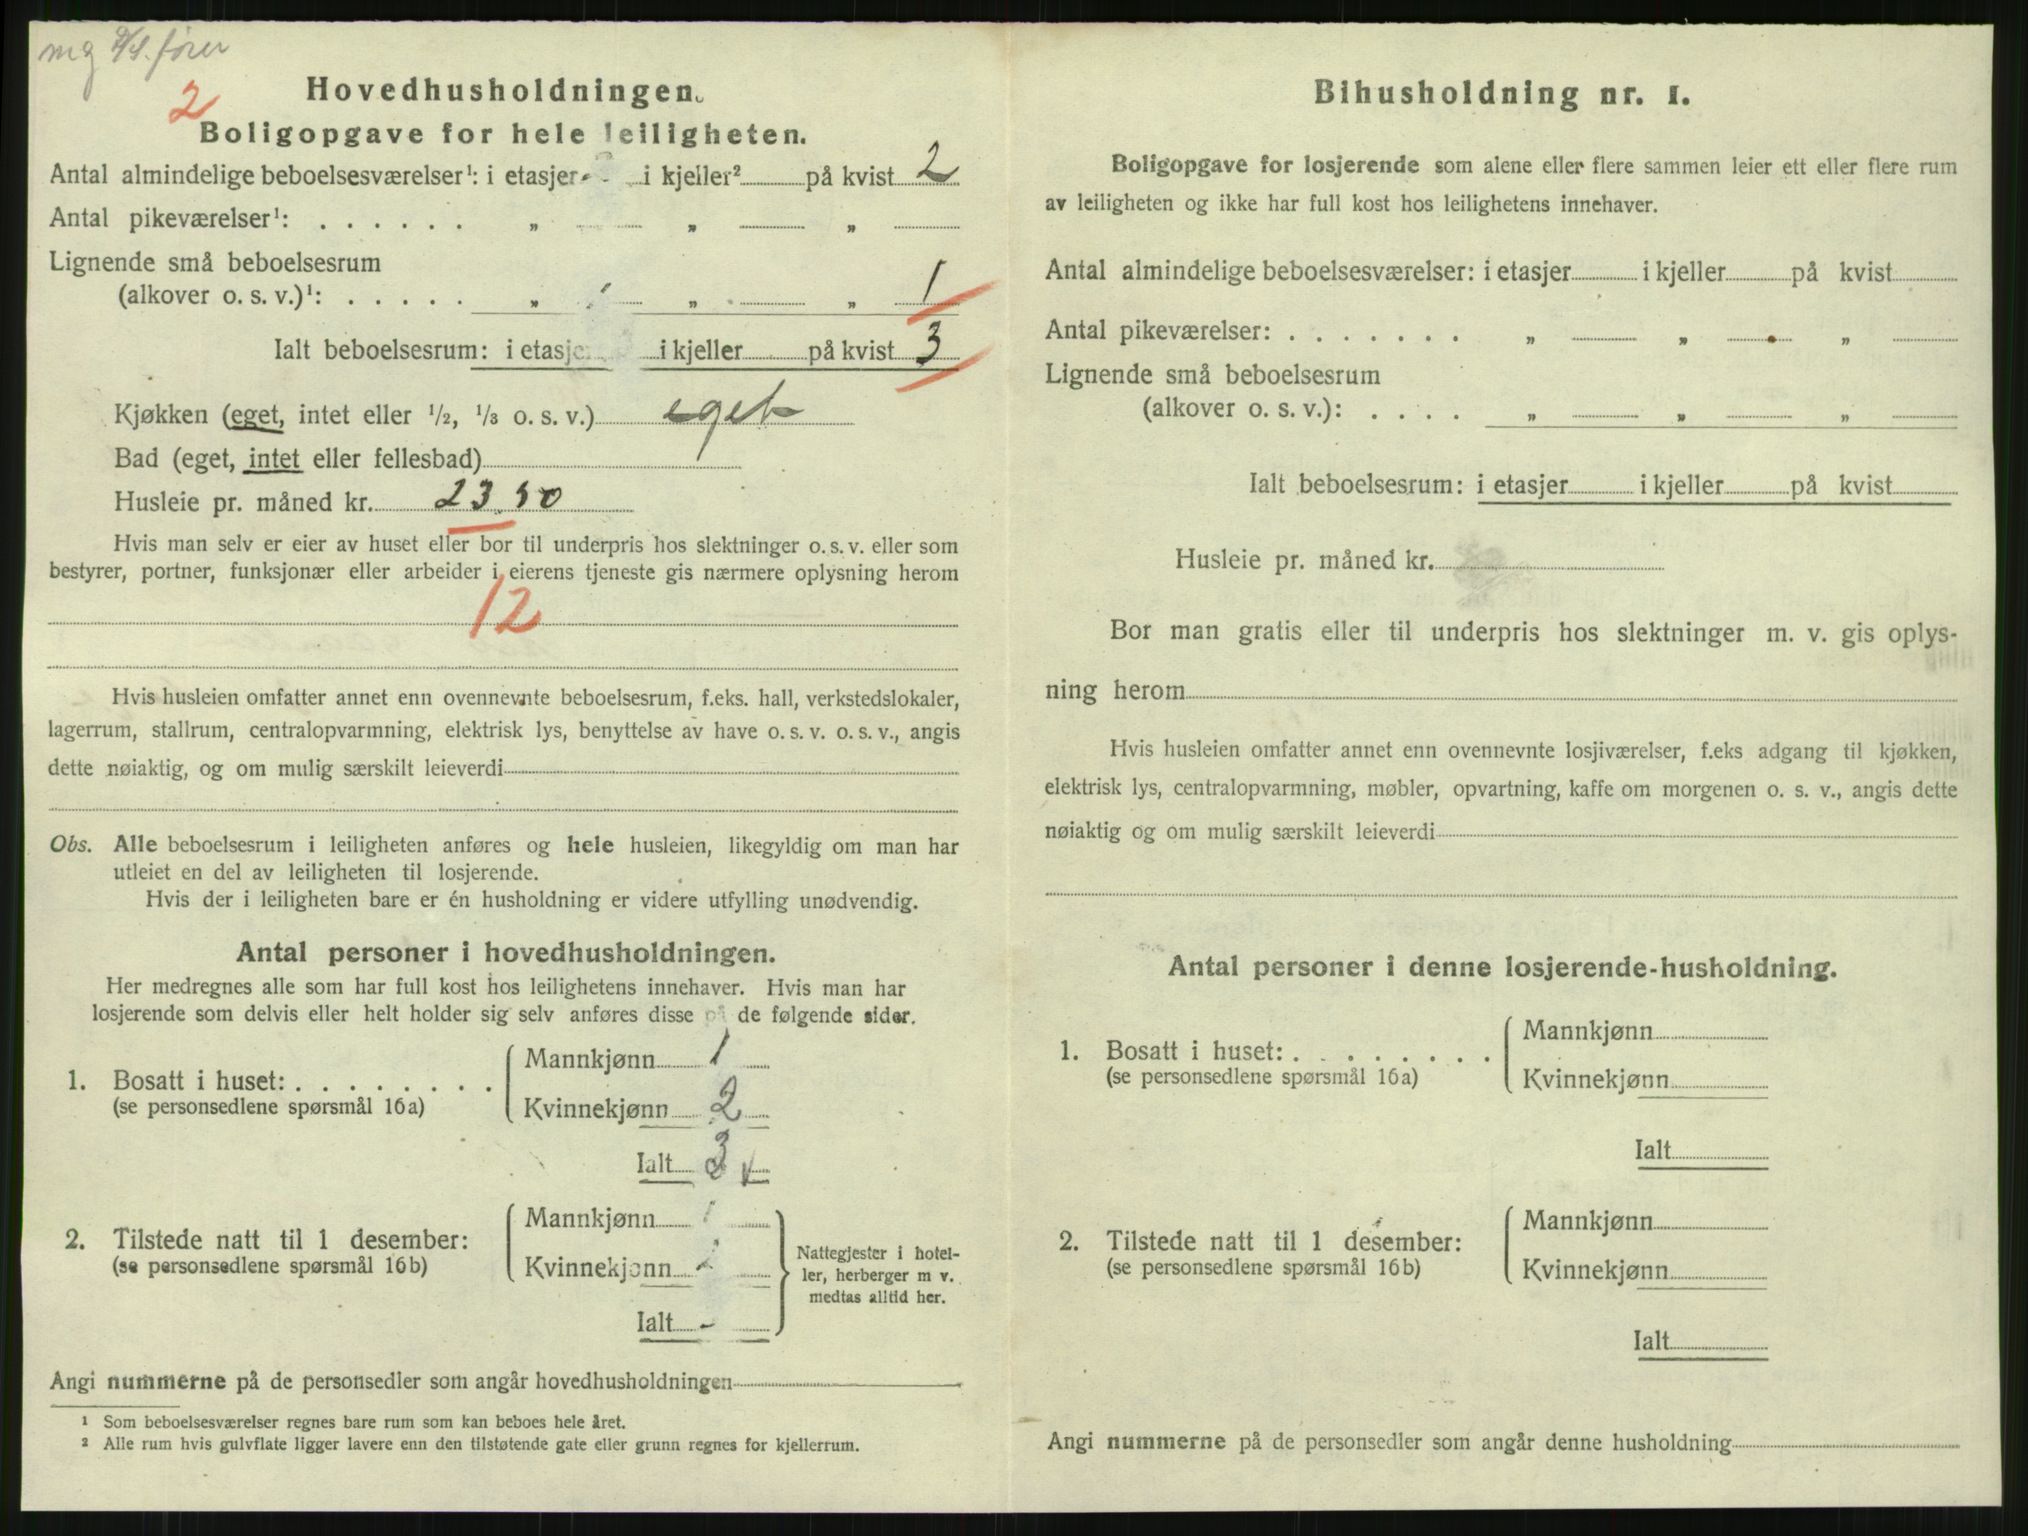 Hovedhusholdningen.
2
Boligopgave for hele leiligheten.
Antal almindelige beboelsesværelser¹: i etasjer i kjeller² på kvist 2
Antal pikeværelser¹: . . . . . . „ „ „
Lignende små beboelsesrum
(alkover o. s. v.)¹: . . . . . „ „ „ 1
Ialt beboelsesrum: i etasjer i kjeller på kvist 3
Kjøkken (eget, intet eller 1/2, 1/3 o. s. v.) eget
Bad (eget, intet eller fellesbad)
Husleie pr. måned kr. 23.50
Hvis man selv er eier av huset eller bor til underpris hos slektninger o. s. v. eller som
bestyrer, portner, funksjonær eller arbeider i eierens tjeneste gis nærmere oplysning herom
12
Hvis husleien omfatter annet enn ovennevnte beboelsesrum, f.eks. hall, verkstedslokaler,
lagerrum, stallrum, centralopvarmning, elektrisk lys, benyttelse av have o. s. v. o. s. v., angis
dette nøiaktig, og om mulig særskilt leieverdi
Obs. Alle beboelsesrum i leiligheten anføres og hele husleien, likegyldig om man har
utleiet en del av leiligheten til losjerende.
Hvis der i leiligheten bare er én husholdning er videre utfylling unødvendig.
Antal personer i hovedhusholdningen.
Her medregnes alle som har full kost hos leilighetens innehaver. Hvis man har
losjerende som delvis eller helt holder sig selv anføres disse på de følgende sider.
1. Bosatt i huset: . . . . . . . .
(se personsedlene spørsmål 16a)
Mannkjønn 1
Kvinnekjønn 2
Ialt 3
2. Tilstede natt til 1 desember:
(se personsedlene spørsmål 16b)
Mannkjønn
Kvinnekjønn
Ialt -
Nattegjester i hotel-
ler, herberger m v.
medtas alltid her.
Angi nummerne på de personsedler som angår hovedhusholdningen
¹ Som beboelsesværelser regnes bare rum som kan beboes hele året.
² Alle rum hvis gulvflate ligger lavere enn den tilstøtende gate eller grunn regnes for kjellerrum.
Bihusholdning nr. 1.
Boligopgave for losjerende som alene eller flere sammen leier ett eller flere rum
av leiligheten og ikke har full kost hos leilighetens innehaver.
Antal almindelige beboelsesværelser: i etasjer i kjeller på kvist
Antal pikeværelser: . . . . . . . „ „ „
Lignende små beboelsesrum
(alkover o. s. v.): . . . . „ „ „
Ialt beboelsesrum: i etasjer i kjeller på kvist
Husleie pr. måned kr.
Bor man gratis eller til underpris hos slektninger m. v. gis oplys-
ning herom
Hvis husleien omfatter annet enn ovennevnte losjiværelser, f.eks adgang til kjøkken,
elektrisk lys, centralopvarmning, møbler, opvartning, kaffe om morgenen o. s. v., angis dette
nøiaktig og om mulig særskilt leieverdi
Antal personer i denne losjerende-husholdning.
1. Bosatt i huset: . . . . . . . .
(se personsedlene spørsmål 16a)
Mannkjønn
Kvinnekjønn
Ialt
2. Tilstede natt til 1 desember:
(se personsedlene spørsmål 16b)
Mannkjønn
Kvinnekjønn
Ialt
Angi nummerne på de personsedler som angår denne husholdning